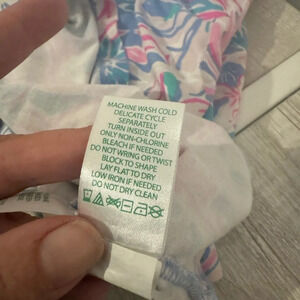 MACHINE WASH COLD
DELICATE CYCLE
SEPARATELY
TURN INSIDE OUT
ONLY NON-CHLORINE
BLEACH IF NEEDED
DO NOT WRING OR TWIST
BLOCK TO SHAPE
LAY FLAT TO DRY
LOW IRON IF NEEDED
DO NOT DRY CLEAN